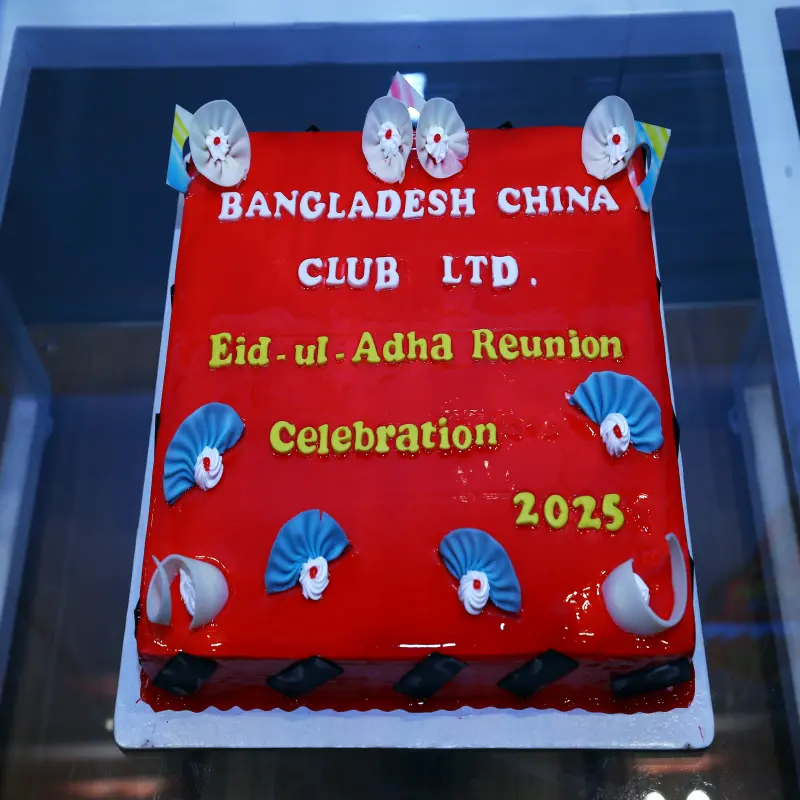 BANGLADESH CHINA
CLUB LTD.
Eid-ul-Adha Reunion
Celebration
2025